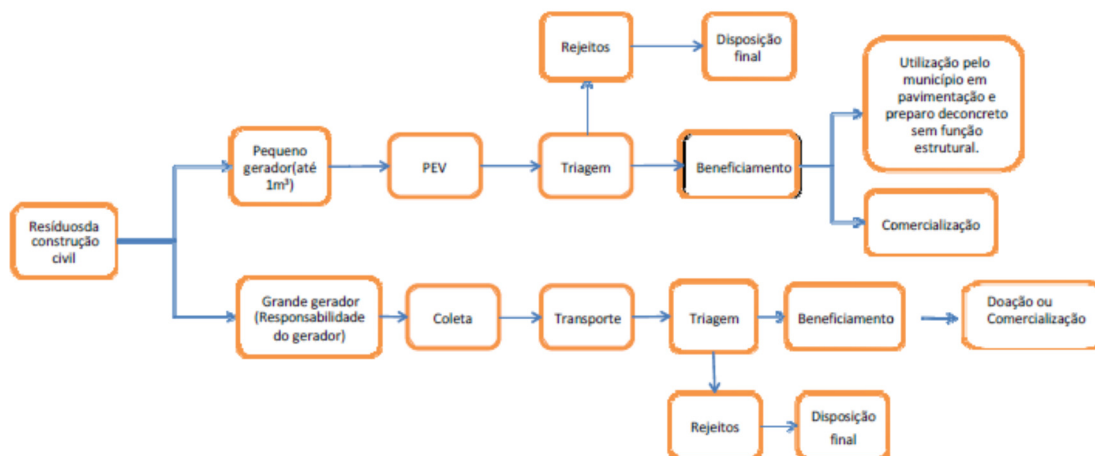 Rejeitos
Disposição
final
Utilização pelo
município em
pavimentação e
preparo deconcreto
sem função
estrutural.
Pequeno
gerador(até
1m³)
PEV
Triagem
Beneficiamento
Comercialização
Resíduosda
construção
civil
Grande gerador
(Responsabilidade
do gerador)
Coleta
Transporte
Triagem
Beneficiamento
Doação ou
Comercialização
Rejeitos
Disposição
final